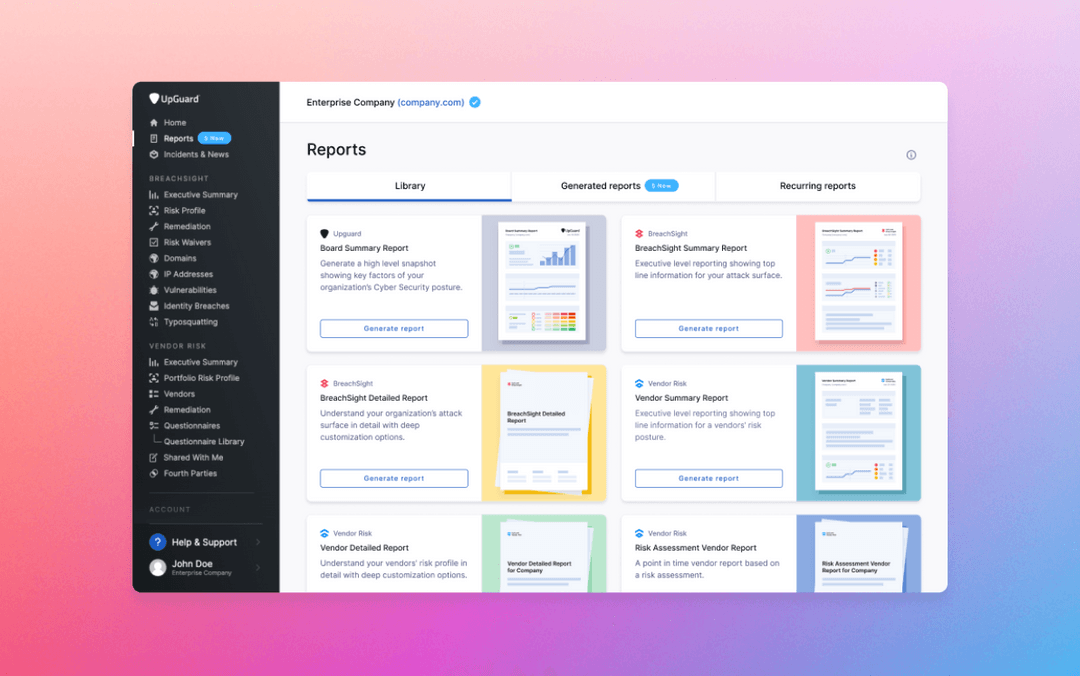 UpGuard
Home
Reports 5 New
Incidents & News
BREACHSIGHT
Executive Summary
Risk Profile
Remediation
Risk Waivers
Domains
IP Addresses
Vulnerabilities
Identity Breaches
Typosquatting
VENDOR RISK
Executive Summary
Portfolio Risk Profile
Vendors
Remediation
Questionnaires
Questionnaire Library
Shared With Me
Fourth Parties
ACCOUNT
? Help & Support
John Doe
Enterprise Company
Enterprise Company (company.com)
Reports
Library
Generated reports 5 New
Recurring reports
Upguard
Board Summary Report
Generate a high level snapshot
showing key factors of your
organization's Cyber Security posture.
Generate report
Board Summary Report
UpGuard
BreachSight
BreachSight Summary Report
Executive level reporting showing top
line information for your attack surface.
Generate report
BreachSight Summary Report
BreachSight
BreachSight Detailed Report
Understand your organization's attack
surface in detail with deep
customization options.
Generate report
BreachSight Detailed
Report
Vendor Risk
Vendor Summary Report
Executive level reporting showing top
line information for a vendors' risk
posture.
Generate report
Vendor Summary Report
Vendor Risk
Vendor Detailed Report
Understand your vendors' risk profile in
detail with deep customization options.
Vendor Detailed Report
for Company
Vendor Risk
Risk Assessment Vendor Report
A point in time vendor report based on
a risk assessment.
Risk Assessment Vendor
Report for Company